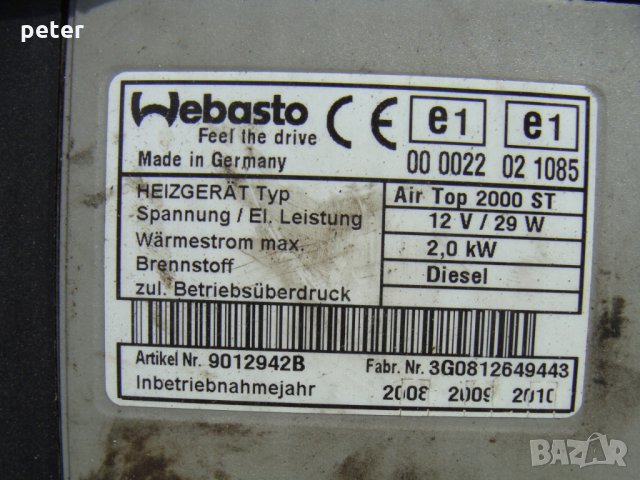 peter
Webasto
Feel the drive
Made in Germany
CE e1 e1
00 0022 02 1085
HEIZGERÄT Typ Air Top 2000 ST
Spannung / El. Leistung 12 V / 29 W
Wärmestrom max. 2,0 kW
Brennstoff Diesel
zul. Betriebsüberdruck
Artikel Nr. 9012942B Fabr. Nr. 3G0812649443
Inbetriebnahmejahr 2008 2009 2010
BAZAR